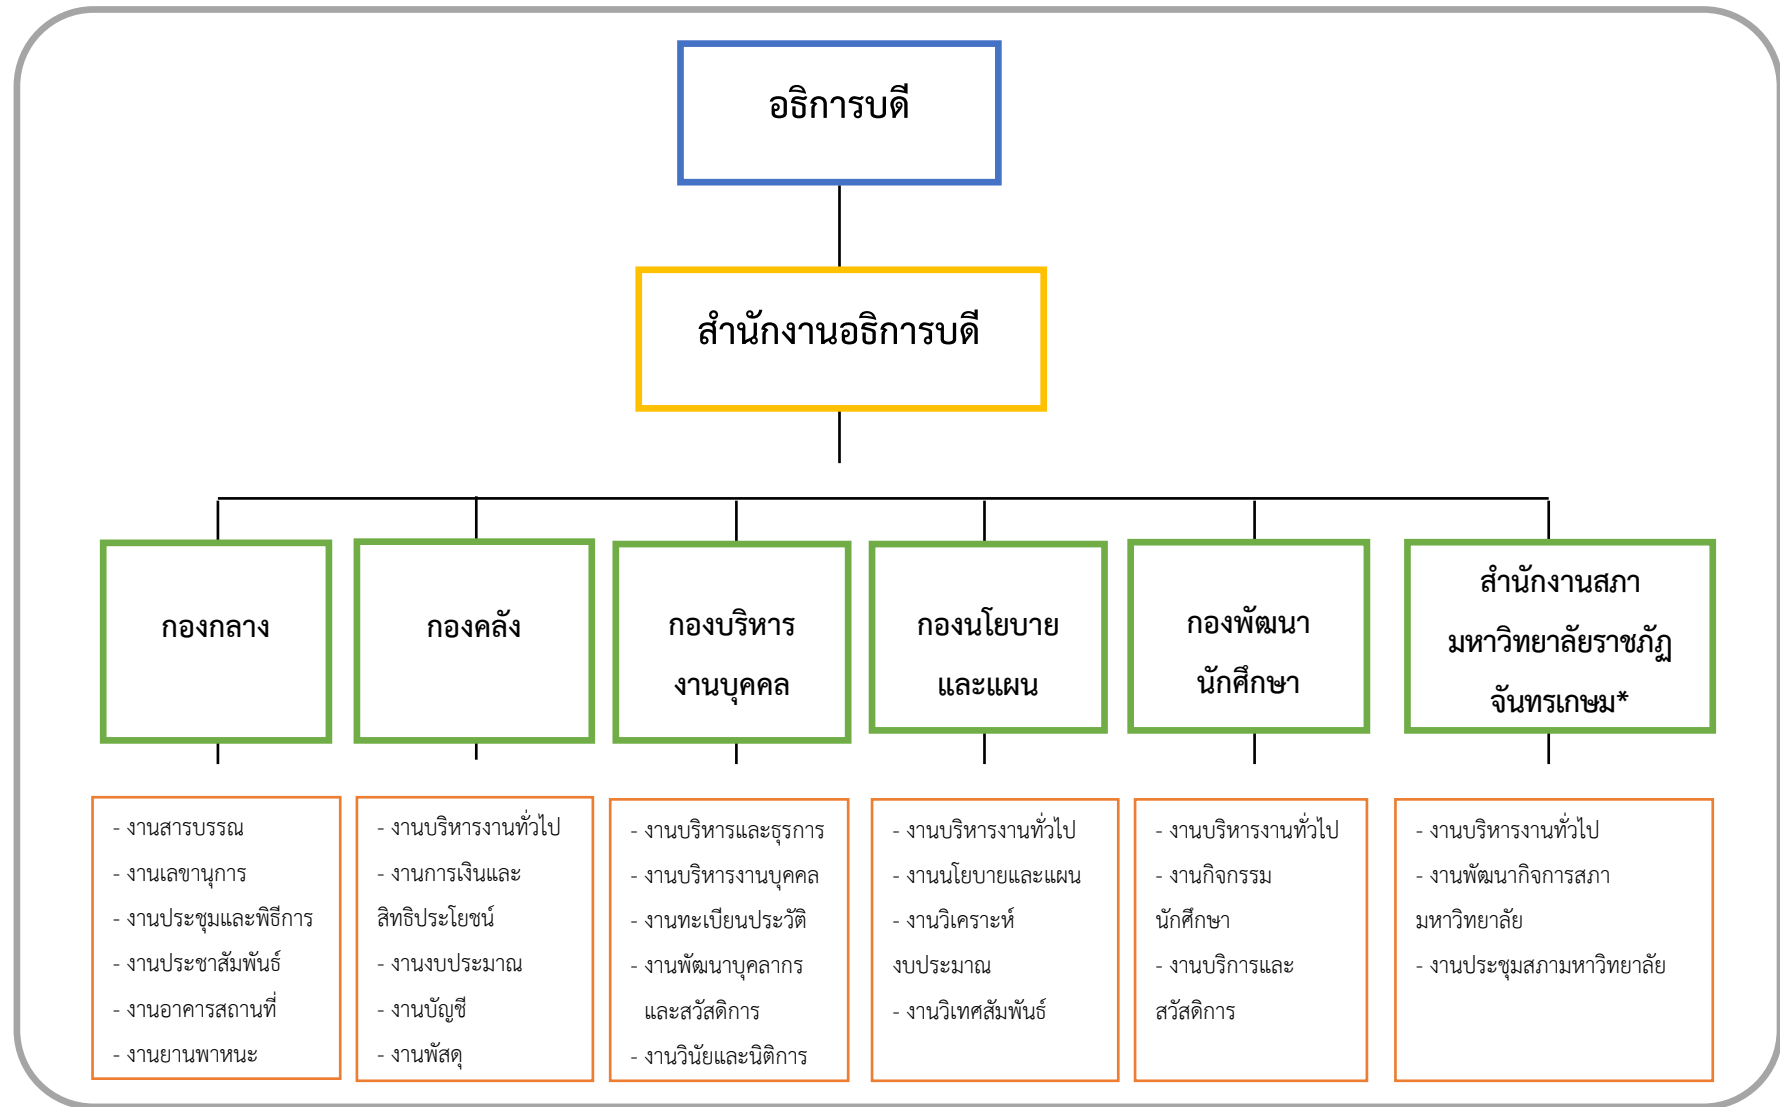 อธิการบดี
สำนักงานอธิการบดี
กองกลาง
กองคลัง
กองบริหาร
งานบุคคล
กองนโยบาย
และแผน
กองพัฒนา
นักศึกษา
สำนักงานสภา
มหาวิทยาลัยราชภัฏ
จันทรเกษม*
- งานสารบรรณ
- งานเลขานุการ
- งานประชุมและพิธีการ
- งานประชาสัมพันธ์
- งานอาคารสถานที่
- งานยานพาหนะ
- งานบริหารงานทั่วไป
- งานการเงินและ
สิทธิประโยชน์
- งานงบประมาณ
- งานบัญชี
- งานพัสดุ
- งานบริหารและธุรการ
- งานบริหารงานบุคคล
- งานทะเบียนประวัติ
- งานพัฒนาบุคลากร
และสวัสดิการ
- งานวินัยและนิติการ
- งานบริหารงานทั่วไป
- งานนโยบายและแผน
- งานวิเคราะห์
งบประมาณ
- งานวิเทศสัมพันธ์
- งานบริหารงานทั่วไป
- งานกิจกรรม
นักศึกษา
- งานบริการและ
สวัสดิการ
- งานบริหารงานทั่วไป
- งานพัฒนากิจการสภา
มหาวิทยาลัย
- งานประชุมสภามหาวิทยาลัย